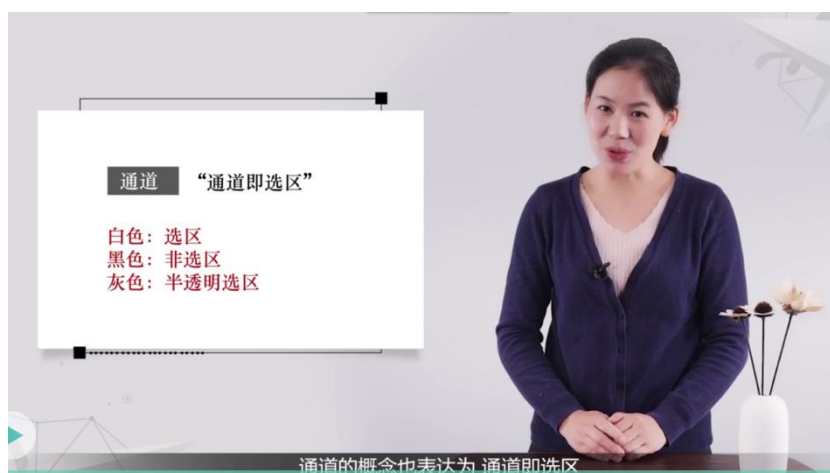 通道 “通道即选区”
白色：选区
黑色：非选区
灰色：半透明选区
通道的概念也表达为 通道即选区